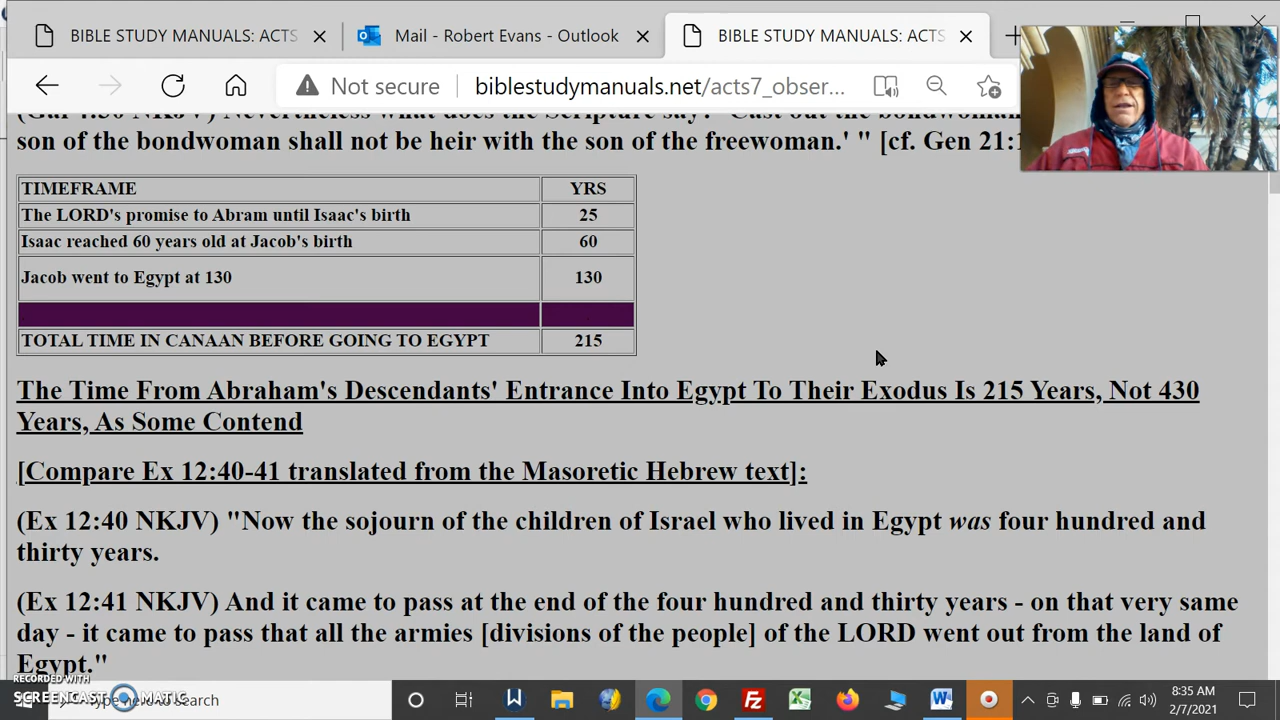 BIBLE STUDY MANUALS: ACTS
Mail - Robert Evans - Outlook
BIBLE STUDY MANUALS: ACTS
Not secure
biblestudymanuals.net/acts7_obser...
son of the bondwoman shall not be heir with the son of the freewoman.' " [cf. Gen 21:1
TIMEFRAME YRS
The LORD's promise to Abram until Isaac's birth 25
Isaac reached 60 years old at Jacob's birth 60
Jacob went to Egypt at 130 130
TOTAL TIME IN CANAAN BEFORE GOING TO EGYPT 215
The Time From Abraham's Descendants' Entrance Into Egypt To Their Exodus Is 215 Years, Not 430
Years, As Some Contend
[Compare Ex 12:40-41 translated from the Masoretic Hebrew text]:
(Ex 12:40 NKJV) "Now the sojourn of the children of Israel who lived in Egypt was four hundred and
thirty years.
(Ex 12:41 NKJV) And it came to pass at the end of the four hundred and thirty years - on that very same
day - it came to pass that all the armies [divisions of the people] of the LORD went out from the land of
Egypt."
RECORDED WITH
SCREENCAST MATIC
here to search
8:35 AM
2/7/2021